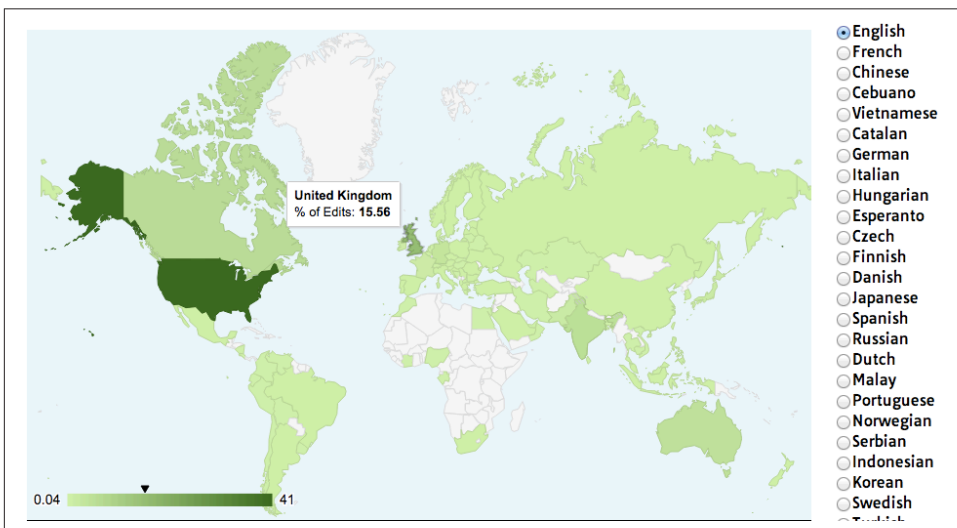 English
French
Chinese
Cebuano
Vietnamese
Catalan
German
Italian
Hungarian
Esperanto
Czech
Finnish
Danish
Japanese
Spanish
Russian
Dutch
Malay
Portuguese
Norwegian
Serbian
Indonesian
Korean
Swedish
Turkish
United Kingdom
% of Edits: 15.56
0.04
41